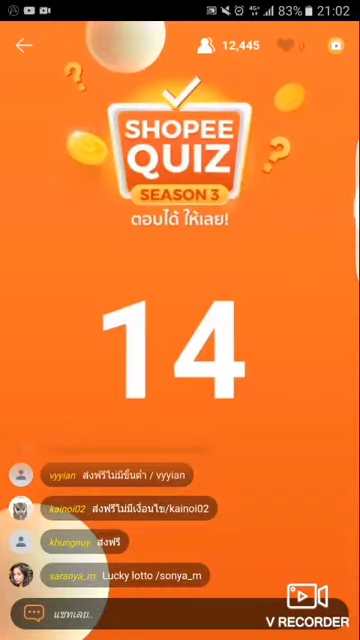 4G+ 83% 21:02
12,445 0
SHOPEE
QUIZ
SEASON 3
ตอบได้ ให้เลย!
14
vyyian ส่งฟรีไม่มีขั้นต่ำ / vyyian
kainoi02 ส่งฟรีไม่มีเงื่อนไข/kainoi02
khungnuy ส่งฟรี
saranya_m Lucky lotto /sonya_m
แชทเลย..
V RECORDER